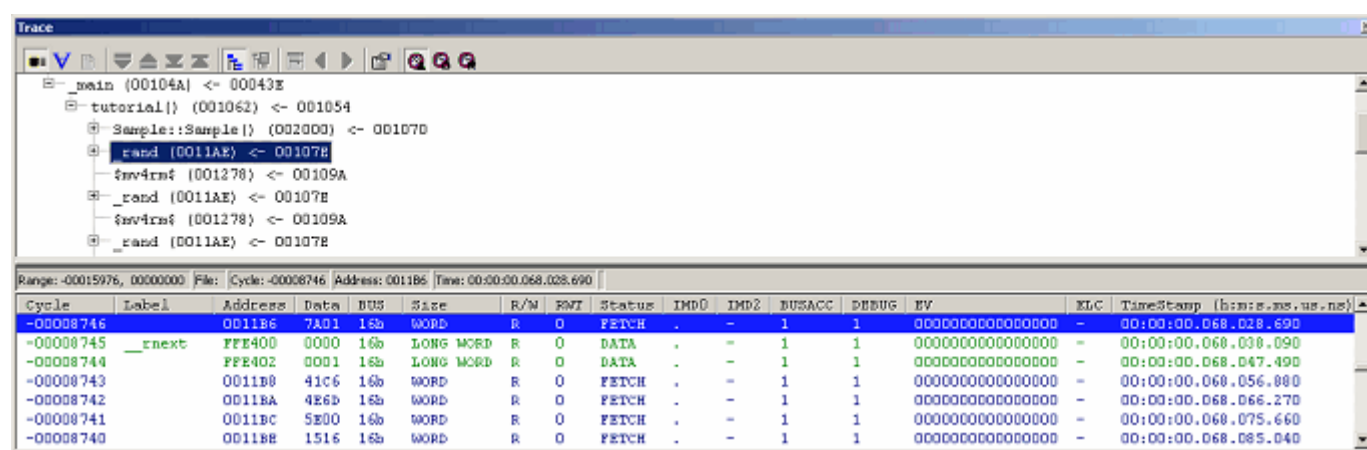 Trace
_main (00104A) <- 00043E
tutorial() (001062) <- 001054
Sample::Sample() (002000) <- 00107D
_rand (0011AE) <- 00107E
$mv4rm$ (001278) <- 00109A
_rand (0011AE) <- 00107E
$mv4rm$ (001278) <- 00109A
_rand (0011AE) <- 00107E
Range: -00015976, 00000000 File: Cycle: -00008746 Address: 0011B6 Time: 00:00:00.068.028.690
Cycle Label Address Data BUS Size R/W RWT Status IMD0 IMD2 BUSACC DEBUG EV ELC TimeStamp (h:m:s.ms.us.ns)
-00008746 0011B6 7A01 16b WORD R 0 FETCH . - 1 1 0000000000000000 - 00:00:00.068.028.690
-00008745 __rnext FFE400 0000 16b LONG WORD R 0 DATA . - 1 1 0000000000000000 - 00:00:00.068.038.090
-00008744 FFE402 0001 16b LONG WORD R 0 DATA . - 1 1 0000000000000000 - 00:00:00.068.047.490
-00008743 0011B8 41C6 16b WORD R 0 FETCH . - 1 1 0000000000000000 - 00:00:00.068.056.880
-00008742 0011BA 4E6D 16b WORD R 0 FETCH . - 1 1 0000000000000000 - 00:00:00.068.066.270
-00008741 0011BC 5E00 16b WORD R 0 FETCH . - 1 1 0000000000000000 - 00:00:00.068.075.660
-00008740 0011BE 1516 16b WORD R 0 FETCH . - 1 1 0000000000000000 - 00:00:00.068.085.040